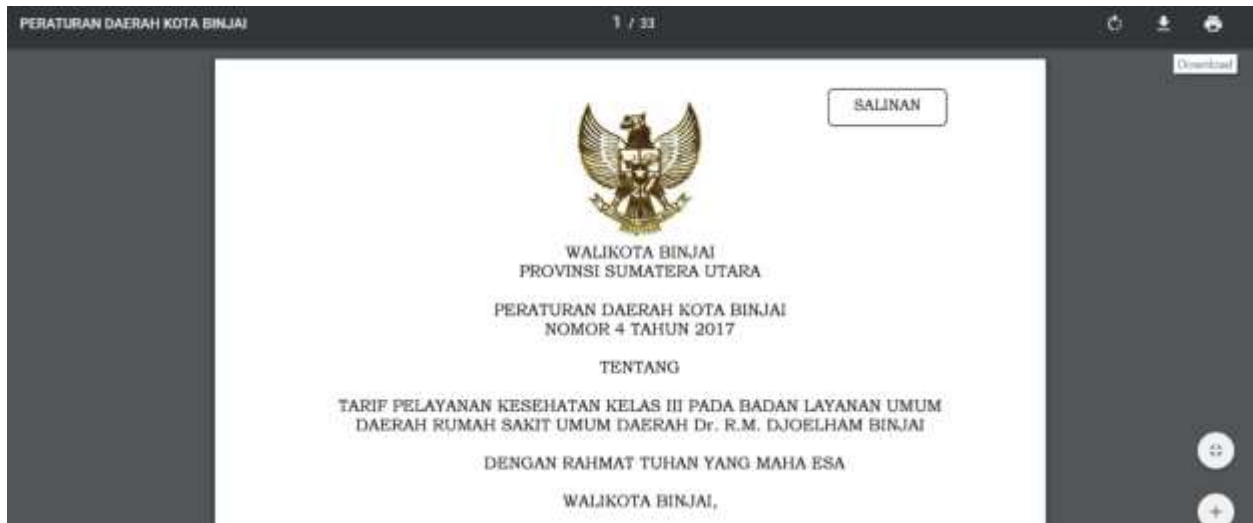 PERATURAN DAERAH KOTA BINJAI
1 / 33
Download
SALINAN
WALIKOTA BINJAI
PROVINSI SUMATERA UTARA
PERATURAN DAERAH KOTA BINJAI
NOMOR 4 TAHUN 2017
TENTANG
TARIF PELAYANAN KESEHATAN KELAS III PADA BADAN LAYANAN UMUM
DAERAH RUMAH SAKIT UMUM DAERAH Dr. R.M. DJOELHAM BINJAI
DENGAN RAHMAT TUHAN YANG MAHA ESA
WALIKOTA BINJAI,